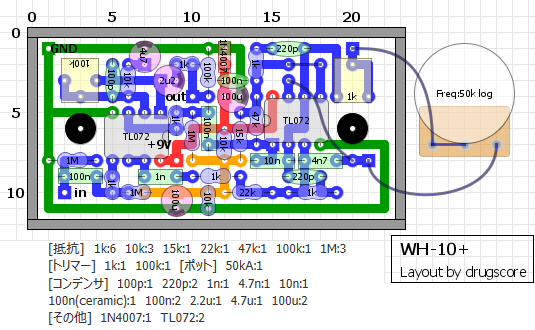 0 5 10 15 20
0
5
10
GND
100k
100p
4u7
1k
100k
1N4007
220p
1k
2u2
100n
100u
out
1k
TL072
+9V
1k
1M
100n
10k
15k
47k
TL072
Freq:50k log
1M
10n
4n7
100n
1n
1k
220p
in
1M
100u
22k
1k
[抵抗] 1k:6 10k:3 15k:1 22k:1 47k:1 100k:1 1M:3
[トリマー] 1k:1 100k:1 [ポット] 50kA:1
[コンデンサ] 100p:1 220p:2 1n:1 4.7n:1 10n:1
100n(ceramic):1 100n:2 2.2u:1 4.7u:1 100u:2
[その他] 1N4007:1 TL072:2
WH-10+
Layout by drugscore